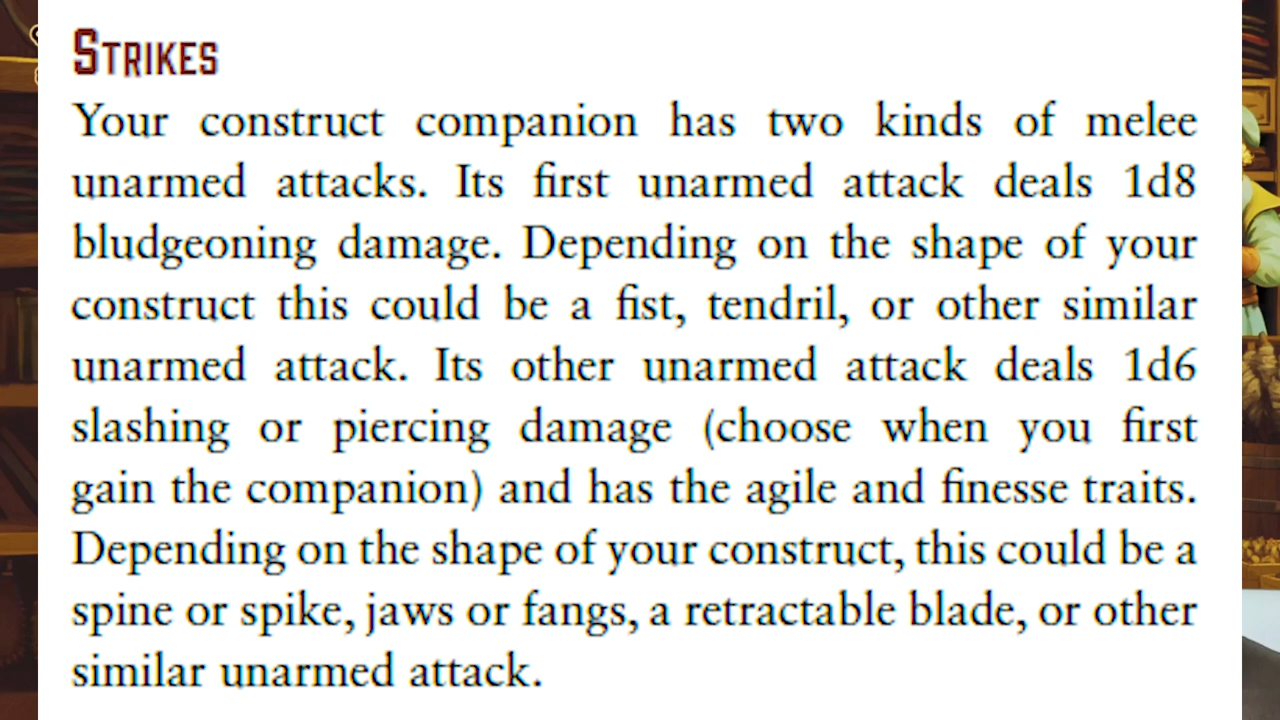 STRIKES
Your construct companion has two kinds of melee
unarmed attacks. Its first unarmed attack deals 1d8
bludgeoning damage. Depending on the shape of your
construct this could be a fist, tendril, or other similar
unarmed attack. Its other unarmed attack deals 1d6
slashing or piercing damage (choose when you first
gain the companion) and has the agile and finesse traits.
Depending on the shape of your construct, this could be a
spine or spike, jaws or fangs, a retractable blade, or other
similar unarmed attack.